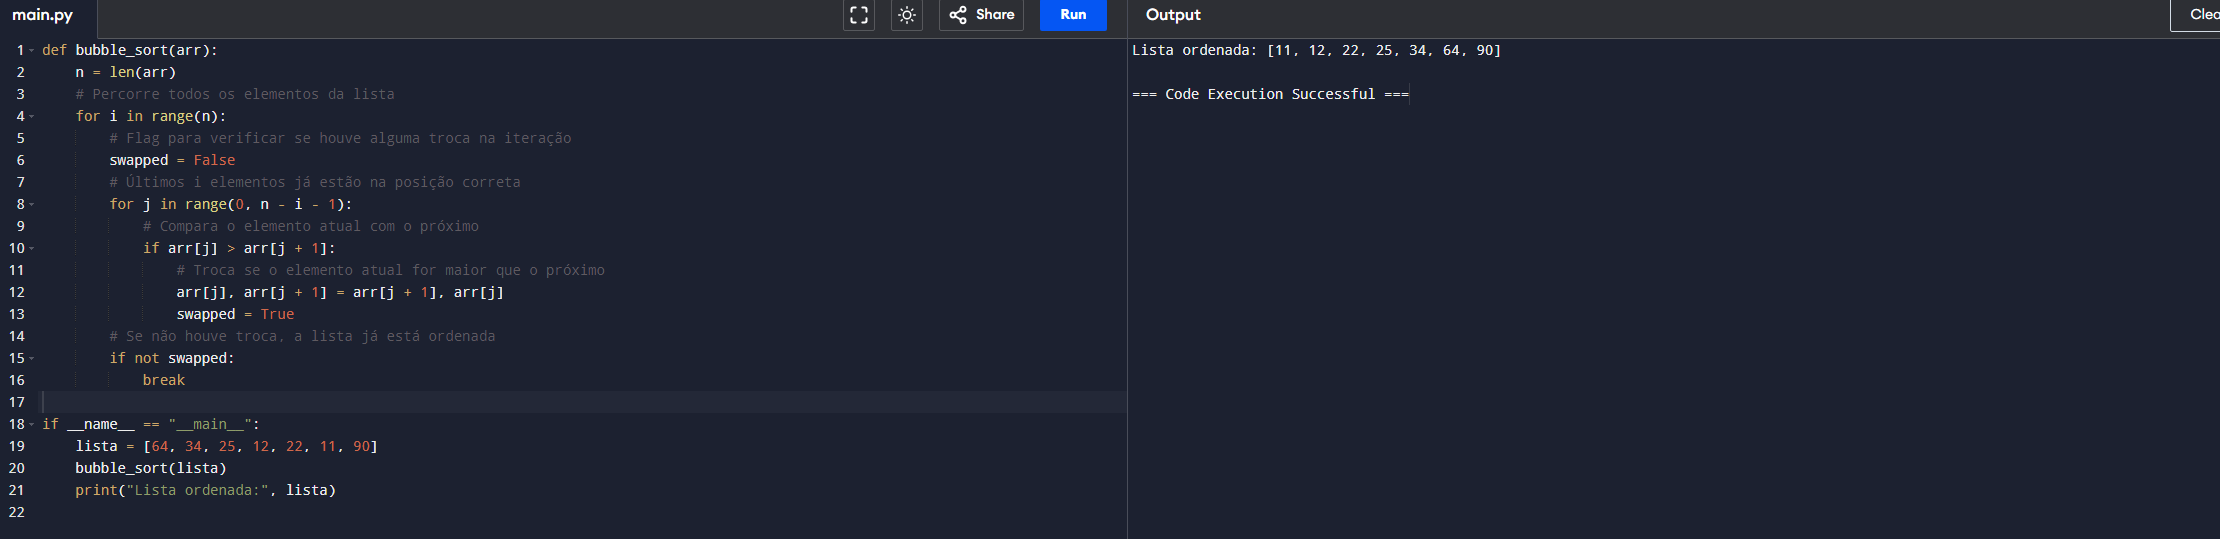 main.py
Share
Run
Output
1 def bubble_sort(arr):
2     n = len(arr)
3     # Percorre todos os elementos da lista
4     for i in range(n):
5         # Flag para verificar se houve alguma troca na iteração
6         swapped = False
7         # Últimos i elementos já estão na posição correta
8         for j in range(0, n - i - 1):
9             # Compara o elemento atual com o próximo
10             if arr[j] > arr[j + 1]:
11                 # Troca se o elemento atual for maior que o próximo
12                 arr[j], arr[j + 1] = arr[j + 1], arr[j]
13                 swapped = True
14         # Se não houve troca, a lista já está ordenada
15         if not swapped:
16             break
17
18 if __name__ == "__main__":
19     lista = [64, 34, 25, 12, 22, 11, 90]
20     bubble_sort(lista)
21     print("Lista ordenada:", lista)
22
Lista ordenada: [11, 12, 22, 25, 34, 64, 90]
=== Code Execution Successful ===